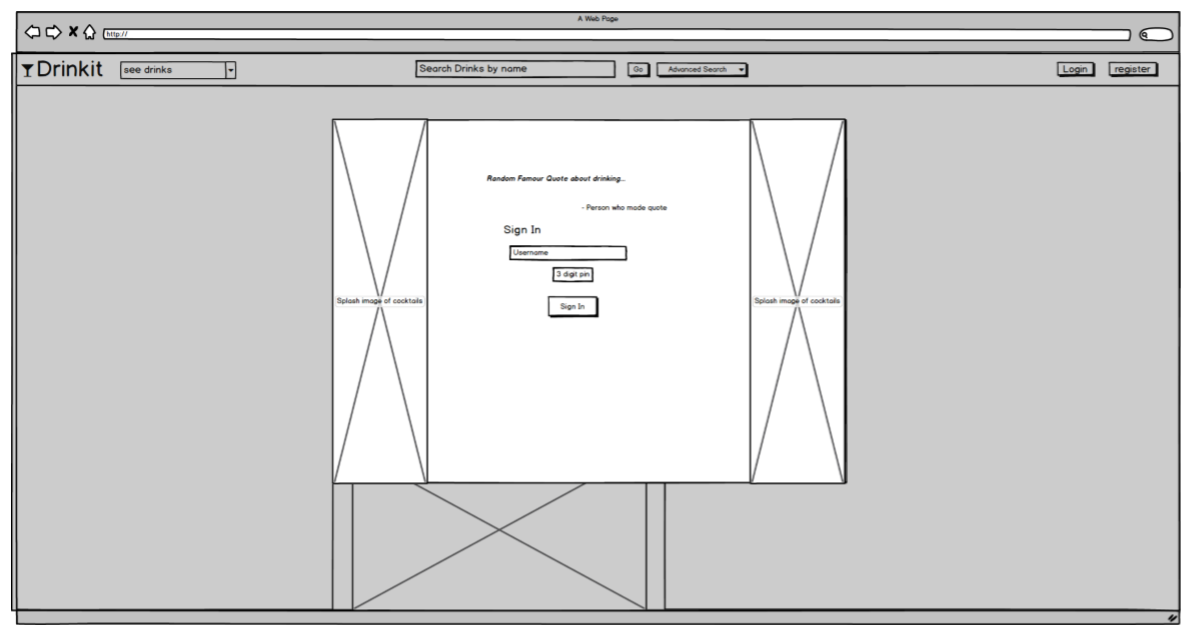 A Web Page
http://
Drinkit
see drinks
Search Drinks by name
Go
Advanced Search
Login
register
Random Famour Quote about drinking...
- Person who made quote
Sign In
Username
3 digit pin
Sign In
Splash image of cocktails
Splash image of cocktails